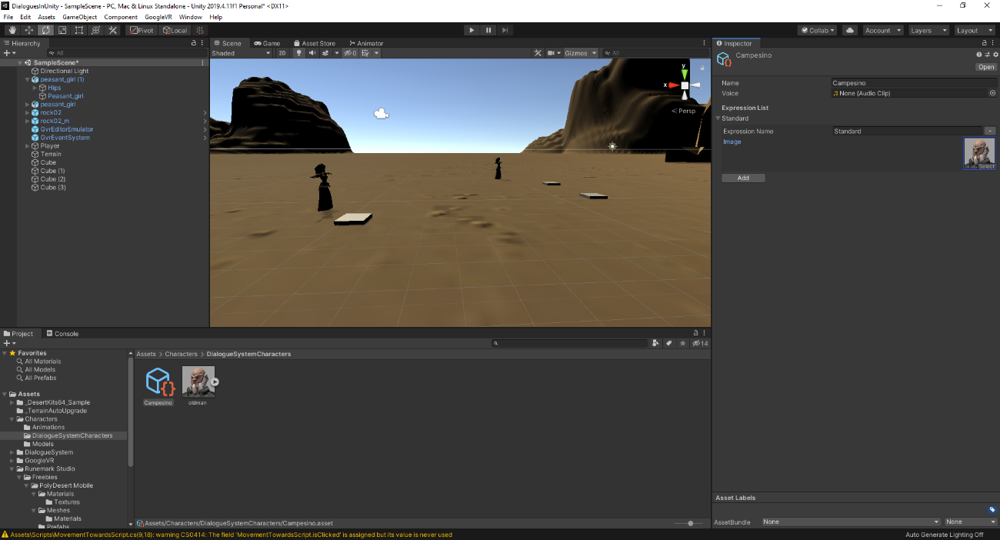 DialoguesInUnity - SampleScene - PC, Mac & Linux Standalone - Unity 2019.4.11f1 Personal* <DX11>
File Edit Assets GameObject Component GoogleVR Window Help
Pivot Local Collab Account Layers Layout
Hierarchy
All
SampleScene*
Directional Light
peasant_girl (1)
Hips
Peasant_girl
peasant_girl
rock02
rock02_m
GvrEditorEmulator
GvrEventSystem
Player
Terrain
Cube
Cube (1)
Cube (2)
Cube (3)
Scene Game Asset Store Animator
Shaded 2D 0 Gizmos All
y
x
Persp
Inspector
Campesino
Open
Name Campesino
Voice None (Audio Clip)
Expression List
Standard
Expression Name Standard -
Image
Select
Add
Asset Labels
AssetBundle None None
Project Console
14
Favorites
All Materials
All Models
All Prefabs
Assets
_DesertKits64_Sample
_TerrainAutoUpgrade
Characters
Animations
DialogueSystemCharacters
Models
DialogueSystem
GoogleVR
Runemark Studio
Freebies
PolyDesert Mobile
Materials
Textures
Meshes
Materials
Prefabs
Assets > Characters > DialogueSystemCharacters
Campesino oldman
Assets/Characters/DialogueSystemCharacters/Campesino.asset
Assets\Scripts\MovementTowardsScript.cs(9,18): warning CS0414: The field 'MovementTowardsScript.isClicked' is assigned but its value is never used
Auto Generate Lighting Off